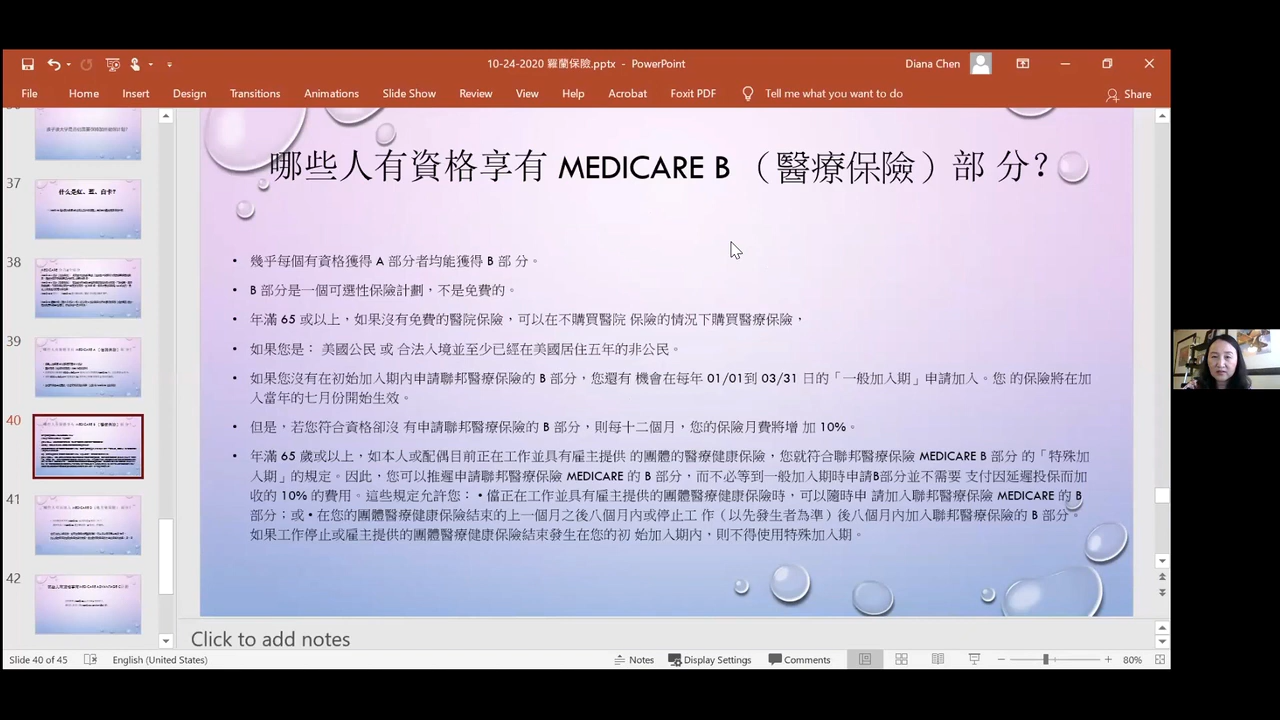 10-24-2020 羅蘭保險.pptx - PowerPoint
Diana Chen
File Home Insert Design Transitions Animations Slide Show Review View Help Acrobat Foxit PDF Tell me what you want to do Share
37
什么是红、蓝、白卡?
38
39
40
41
42
哪些人有資格享有 MEDICARE B （醫療保險）部 分?
• 幾乎每個有資格獲得 A 部分者均能獲得 B 部 分。
• B 部分是一個可選性保險計劃，不是免費的
• 年滿 65 或以上，如果沒有免費的醫院保險，可以在不購買醫院 保險的情況下購買醫療保險，
• 如果您是： 美國公民 或 合法入境並至少已經在美國居住五年的非公民。
• 如果您沒有在初始加入期內申請聯邦醫療保險的 B 部分，您還有 機會在每年 01/01到 03/31 日的「一般加入期」申請加入。您 的保險將在加
入當年的七月份開始生效。
• 但是，若您符合資格卻沒 有申請聯邦醫療保險的 B 部分，則每十二個月，您的保險月費將增 加 10%。
• 年滿 65 歲或以上，如本人或配偶目前正在工作並具有雇主提供 的團體的醫療健康保險，您要符合聯邦醫療保險 MEDICARE B 部分 的「特殊加
入期」的規定。因此，您可以推遲申請聯邦醫療保險 MEDICARE 的 B 部分，而不必等到一般加入期時申請B部分並不需要 支付因延遲投保而加
收的 10% 的費用。這些規定允許您： • 當正在工作並具有雇主提供的團體醫療健康保險時，可以隨時申 請加入聯邦醫療保險 MEDICARE 的 B
部分；或 • 在您的團體醫療健康保險結束的上一個月之後八個月內或停止工 作（以先發生者為準）後八個月內加入聯邦醫療保險的 B 部分。
如果工作停止或雇主提供的團體醫療健康保險結束發生在您的初 始加入期內，則不得使用特殊加入期。
Click to add notes
Slide 40 of 45 English (United States) Notes Display Settings Comments 80%